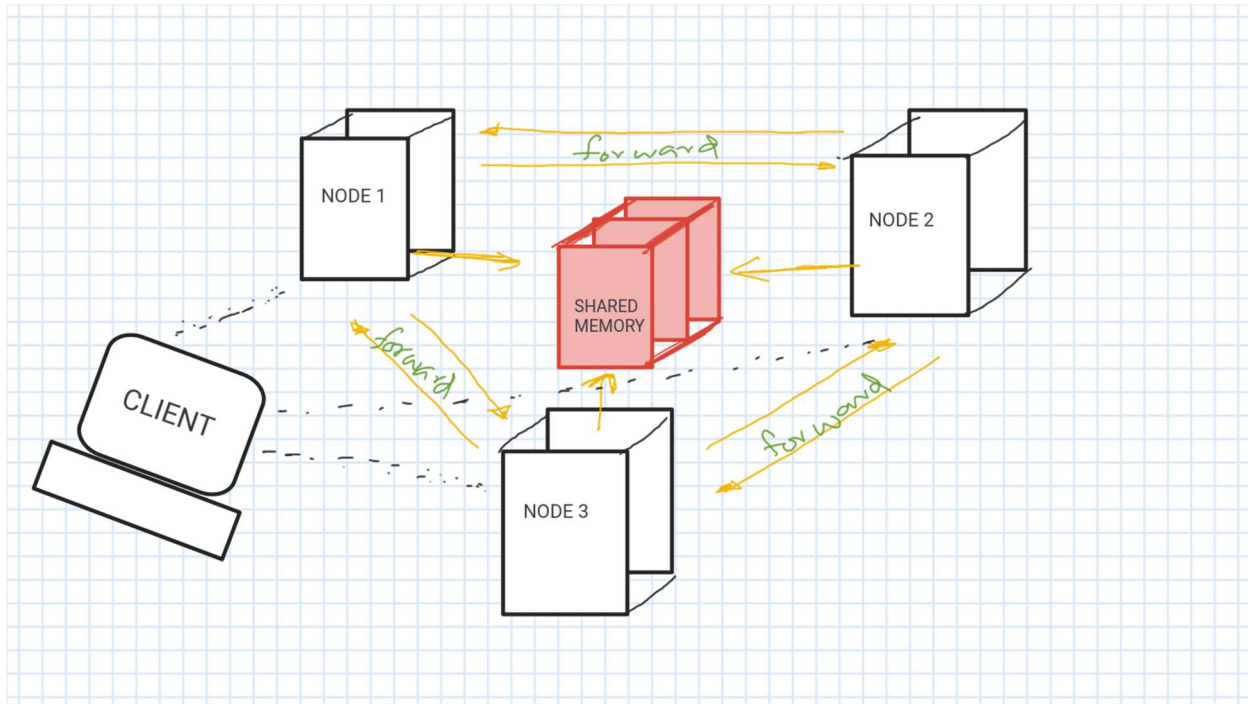 forward
NODE 1
NODE 2
SHARED
MEMORY
forward
CLIENT
forward
NODE 3